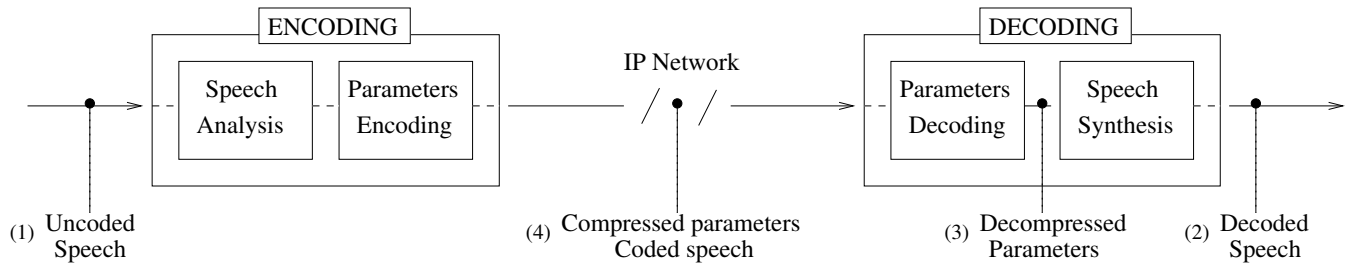 ENCODING
DECODING
IP Network
Speech
Analysis
Parameters
Encoding
Parameters
Decoding
Speech
Synthesis
(1) Uncoded
Speech
(4) Compressed parameters
Coded speech
(3) Decompressed
Parameters
(2) Decoded
Speech